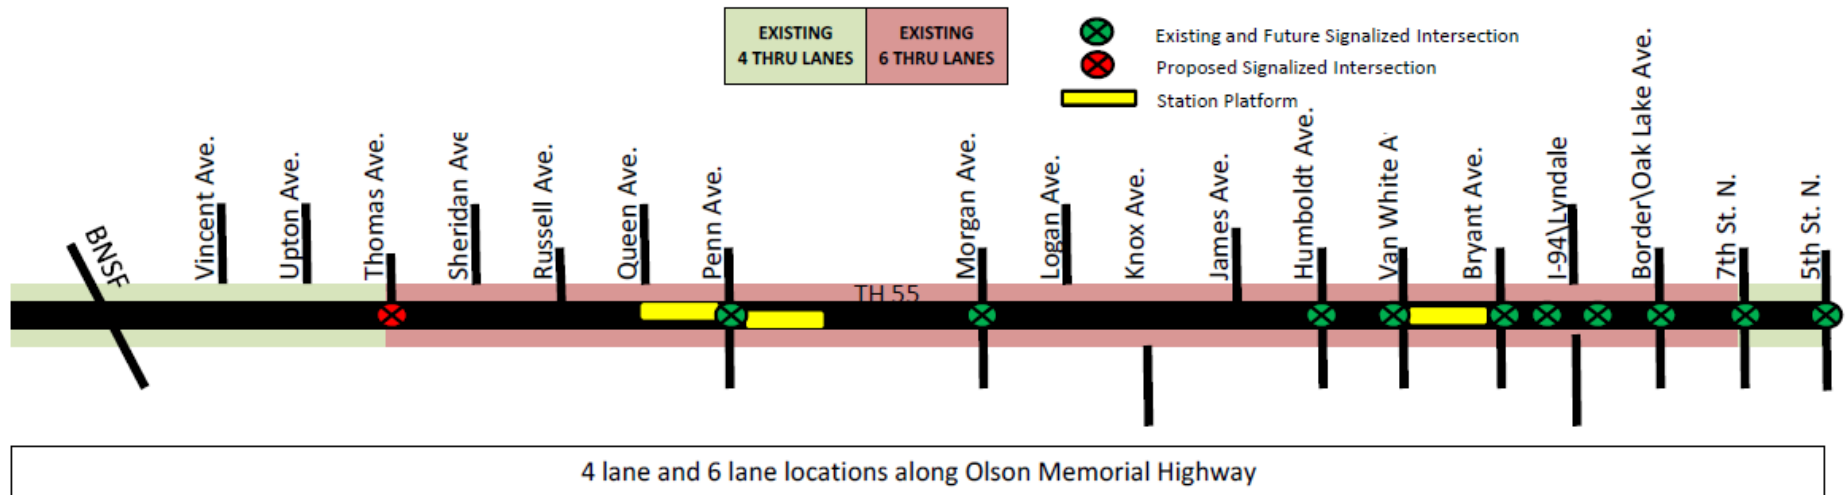 EXISTING
4 THRU LANES
EXISTING
6 THRU LANES
Existing and Future Signalized Intersection
Proposed Signalized Intersection
Station Platform
BNSF
Vincent Ave.
Upton Ave.
Thomas Ave.
Sheridan Ave
Russell Ave.
Queen Ave.
Penn Ave.
TH 55
Morgan Ave.
Logan Ave.
Knox Ave.
James Ave.
Humboldt Ave.
Van White A
Bryant Ave.
I-94\Lyndale
Border\Oak Lake Ave.
7th St. N.
5th St. N.
4 lane and 6 lane locations along Olson Memorial Highway